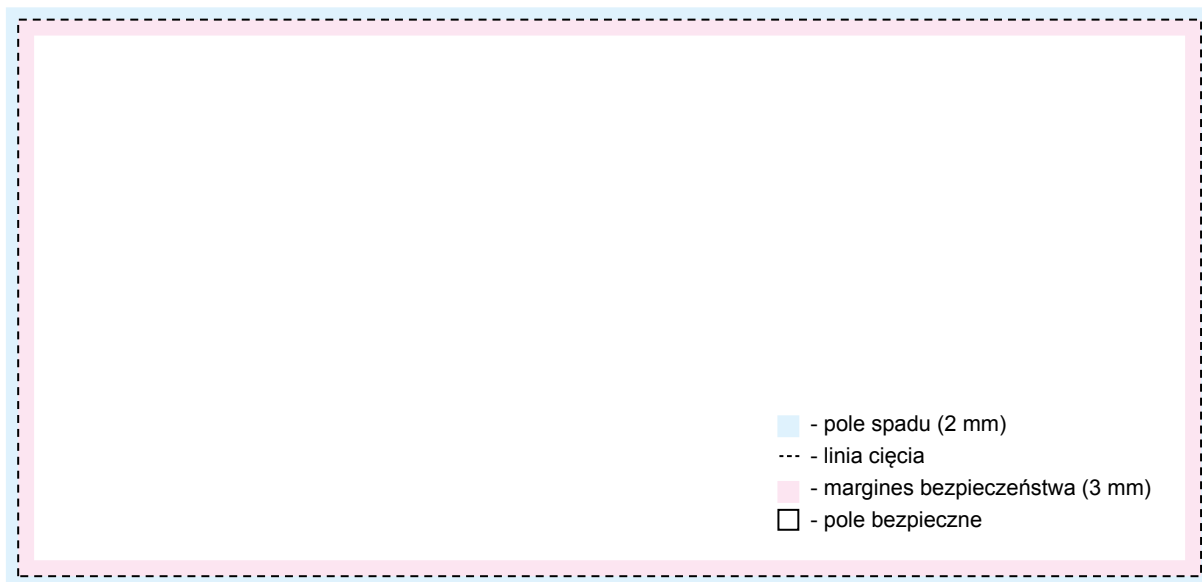 - pole spadu (2 mm)
- linia cięcia
- margines bezpieczeństwa (3 mm)
- pole bezpieczne